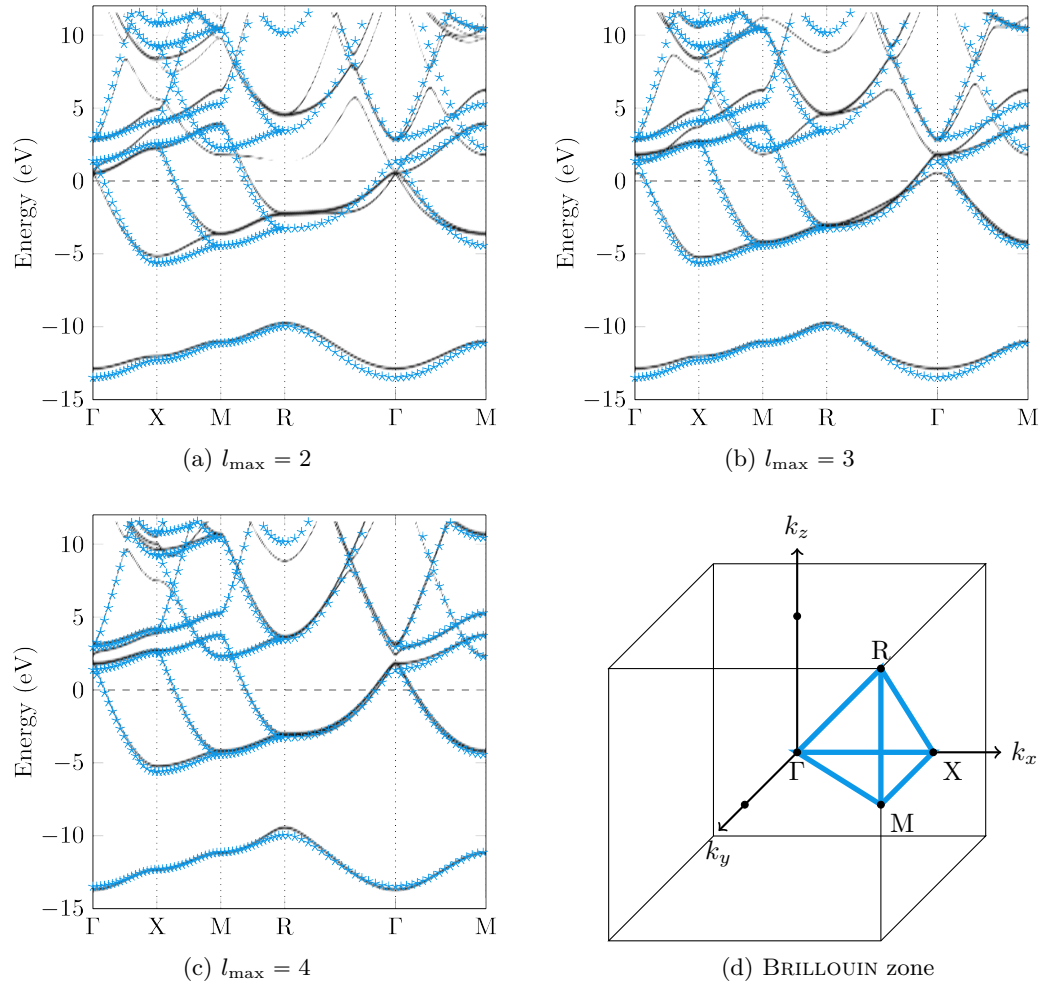 10
5
0
−5
−10
−15
Energy (eV)
Γ X M R Γ M
(a) lmax = 2
10
5
0
−5
−10
−15
Energy (eV)
Γ X M R Γ M
(b) lmax = 3
10
5
0
−5
−10
−15
Energy (eV)
Γ X M R Γ M
(c) lmax = 4
kz
R
kx
Γ
X
M
ky
(d) Brillouin zone